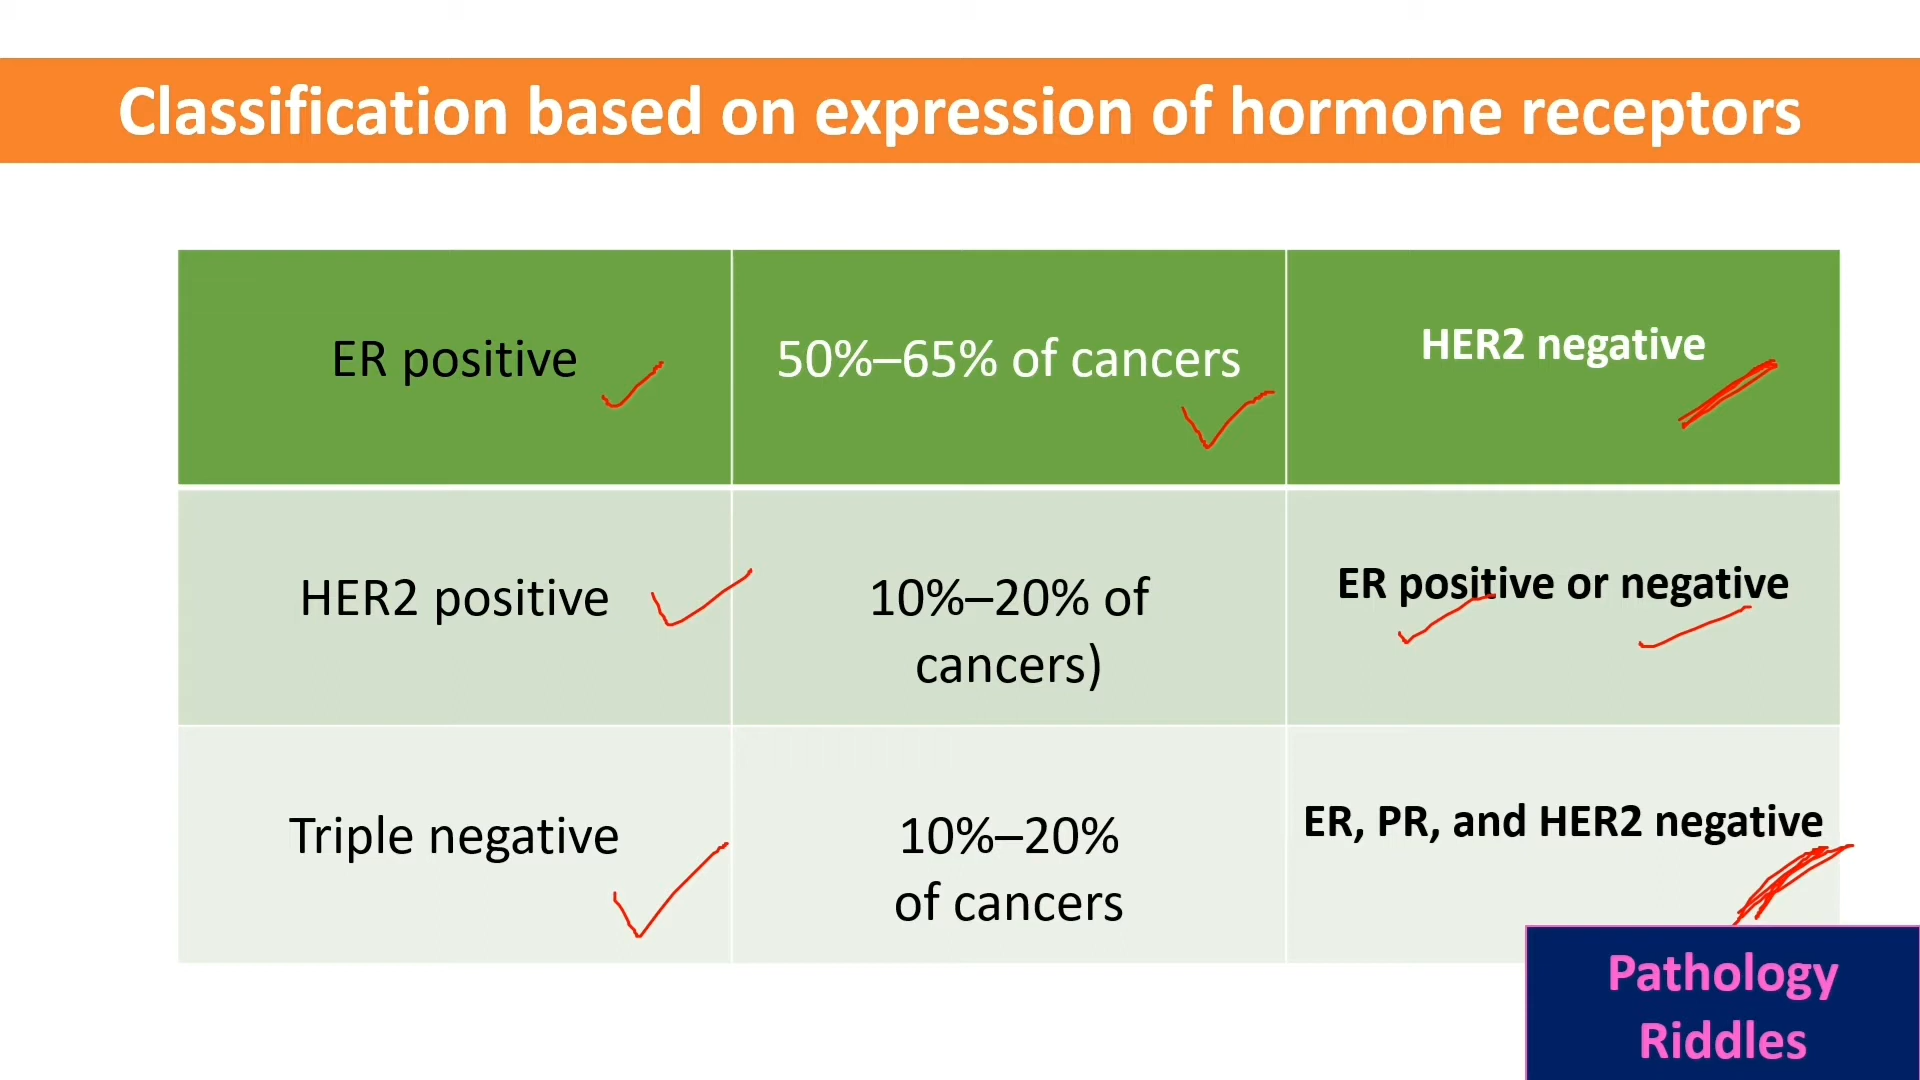 Classification based on expression of hormone receptors
ER positive
50%–65% of cancers
HER2 negative
HER2 positive
10%–20% of
cancers)
ER positive or negative
Triple negative
10%–20%
of cancers
ER, PR, and HER2 negative
Pathology
Riddles